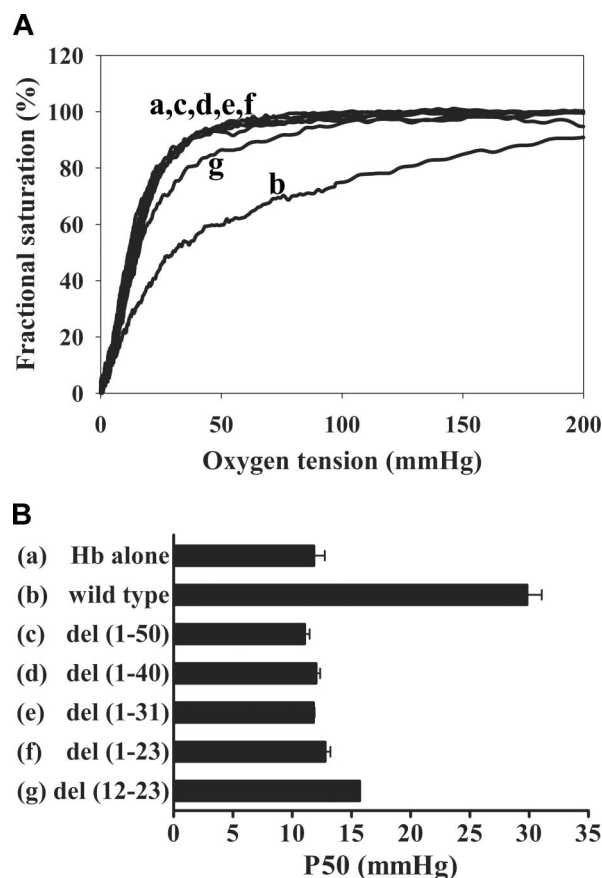 A
120
100
80
60
40
20
0
Fractional saturation (%)
a,c,d,e,f
g
b
0 50 100 150 200
Oxygen tension (mmHg)
B
(a) Hb alone
(b) wild type
(c) del (1-50)
(d) del (1-40)
(e) del (1-31)
(f) del (1-23)
(g) del (12-23)
0 5 10 15 20 25 30 35
P50 (mmHg)